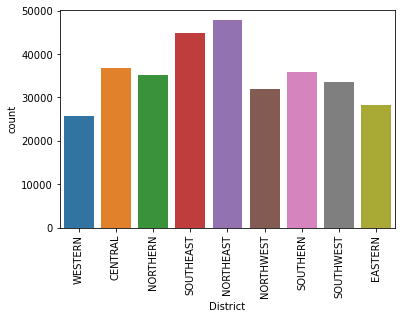 50000
40000
30000
20000
10000
0
count
WESTERN
CENTRAL
NORTHERN
SOUTHEAST
NORTHEAST
NORTHWEST
SOUTHERN
SOUTHWEST
EASTERN
District